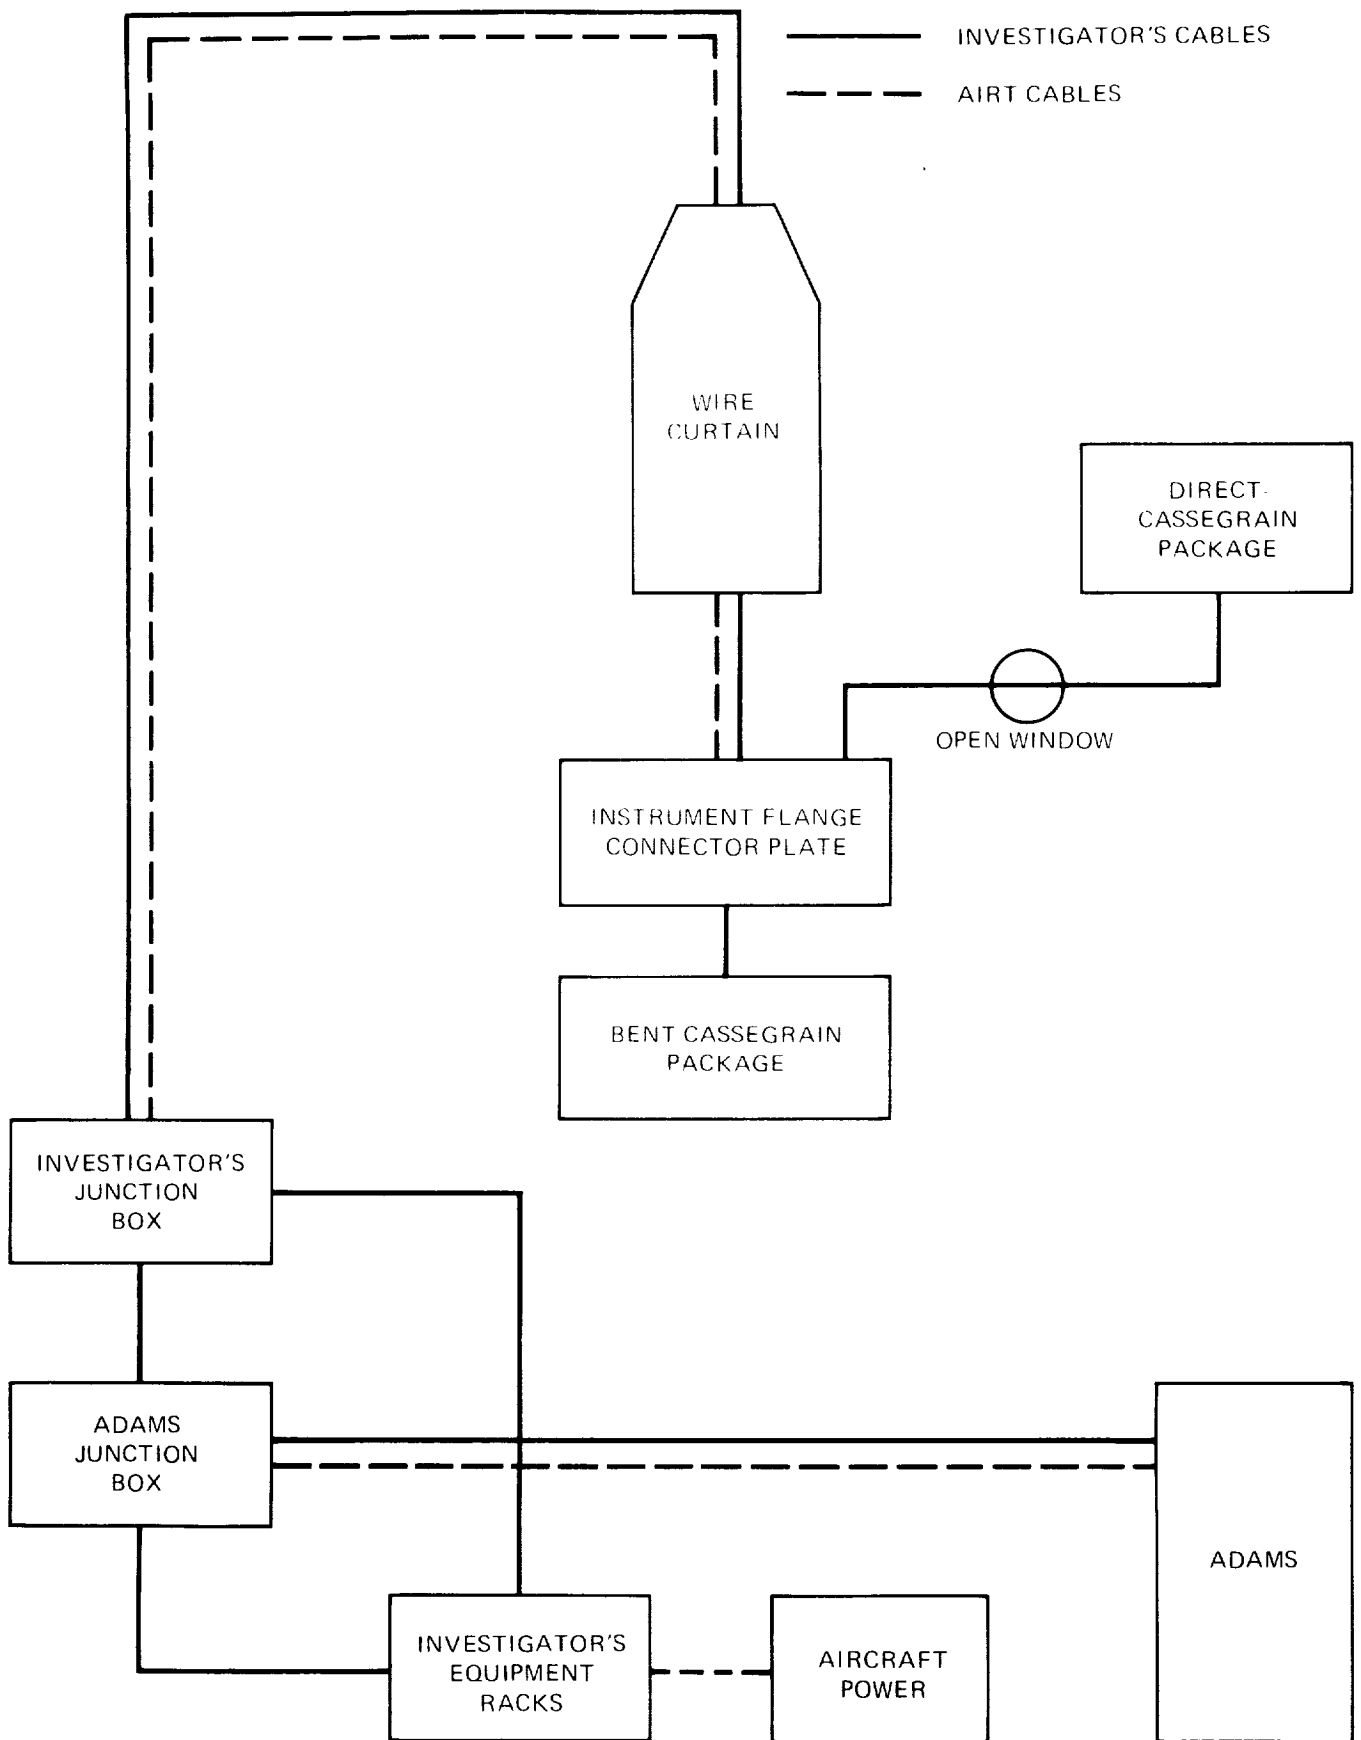 INVESTIGATOR'S CABLES
AIRT CABLES
WIRE
CURTAIN
DIRECT-
CASSEGRAIN
PACKAGE
OPEN WINDOW
INSTRUMENT FLANGE
CONNECTOR PLATE
BENT CASSEGRAIN
PACKAGE
INVESTIGATOR'S
JUNCTION
BOX
ADAMS
JUNCTION
BOX
ADAMS
INVESTIGATOR'S
EQUIPMENT
RACKS
AIRCRAFT
POWER